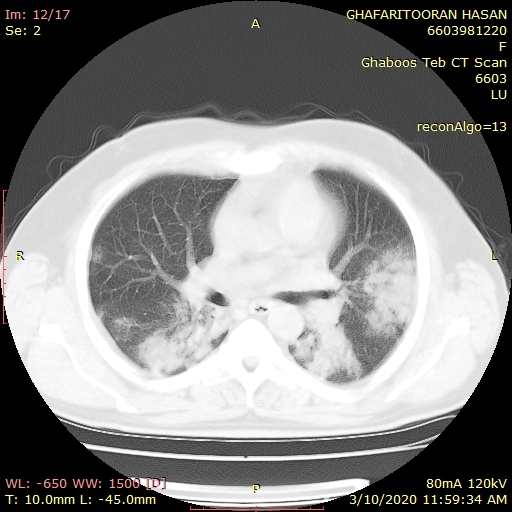 Im: 12/17
Se: 2
A
GHAFARITOORAN HASAN
6603981220
F
Ghaboos Teb CT Scan
6603
LU
reconAlgo=13
R
L
WL: -650 WW: 1500 [D]
T: 10.0mm L: -45.0mm
P
80mA 120kV
3/10/2020 11:59:34 AM